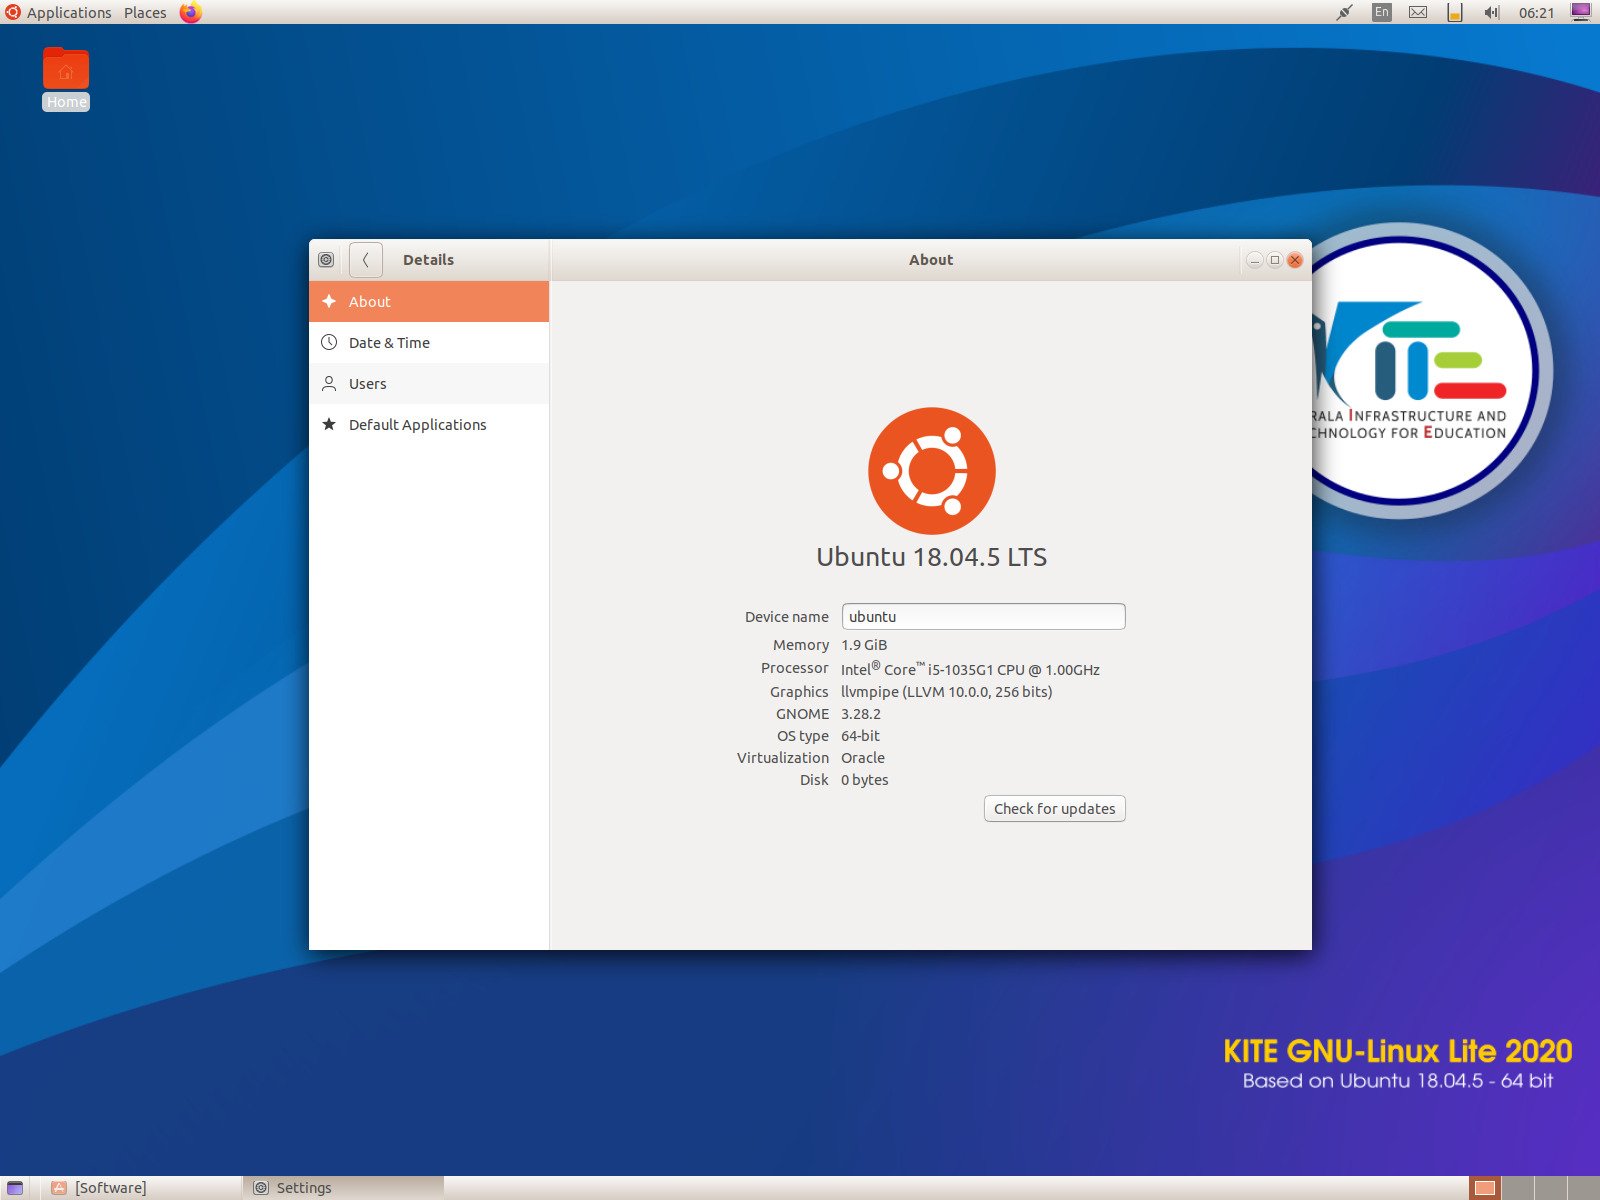 Applications Places
En
06:21
Home
Details
About
About
Date & Time
Users
Default Applications
Ubuntu 18.04.5 LTS
Device name ubuntu
Memory 1.9 GiB
Processor Intel® Core™ i5-1035G1 CPU @ 1.00GHz
Graphics llvmpipe (LLVM 10.0.0, 256 bits)
GNOME 3.28.2
OS type 64-bit
Virtualization Oracle
Disk 0 bytes
Check for updates
RALA INFRASTRUCTURE AND
CHNOLOGY FOR EDUCATION
KITE GNU-Linux Lite 2020
Based on Ubuntu 18.04.5 - 64 bit
[Software]
Settings